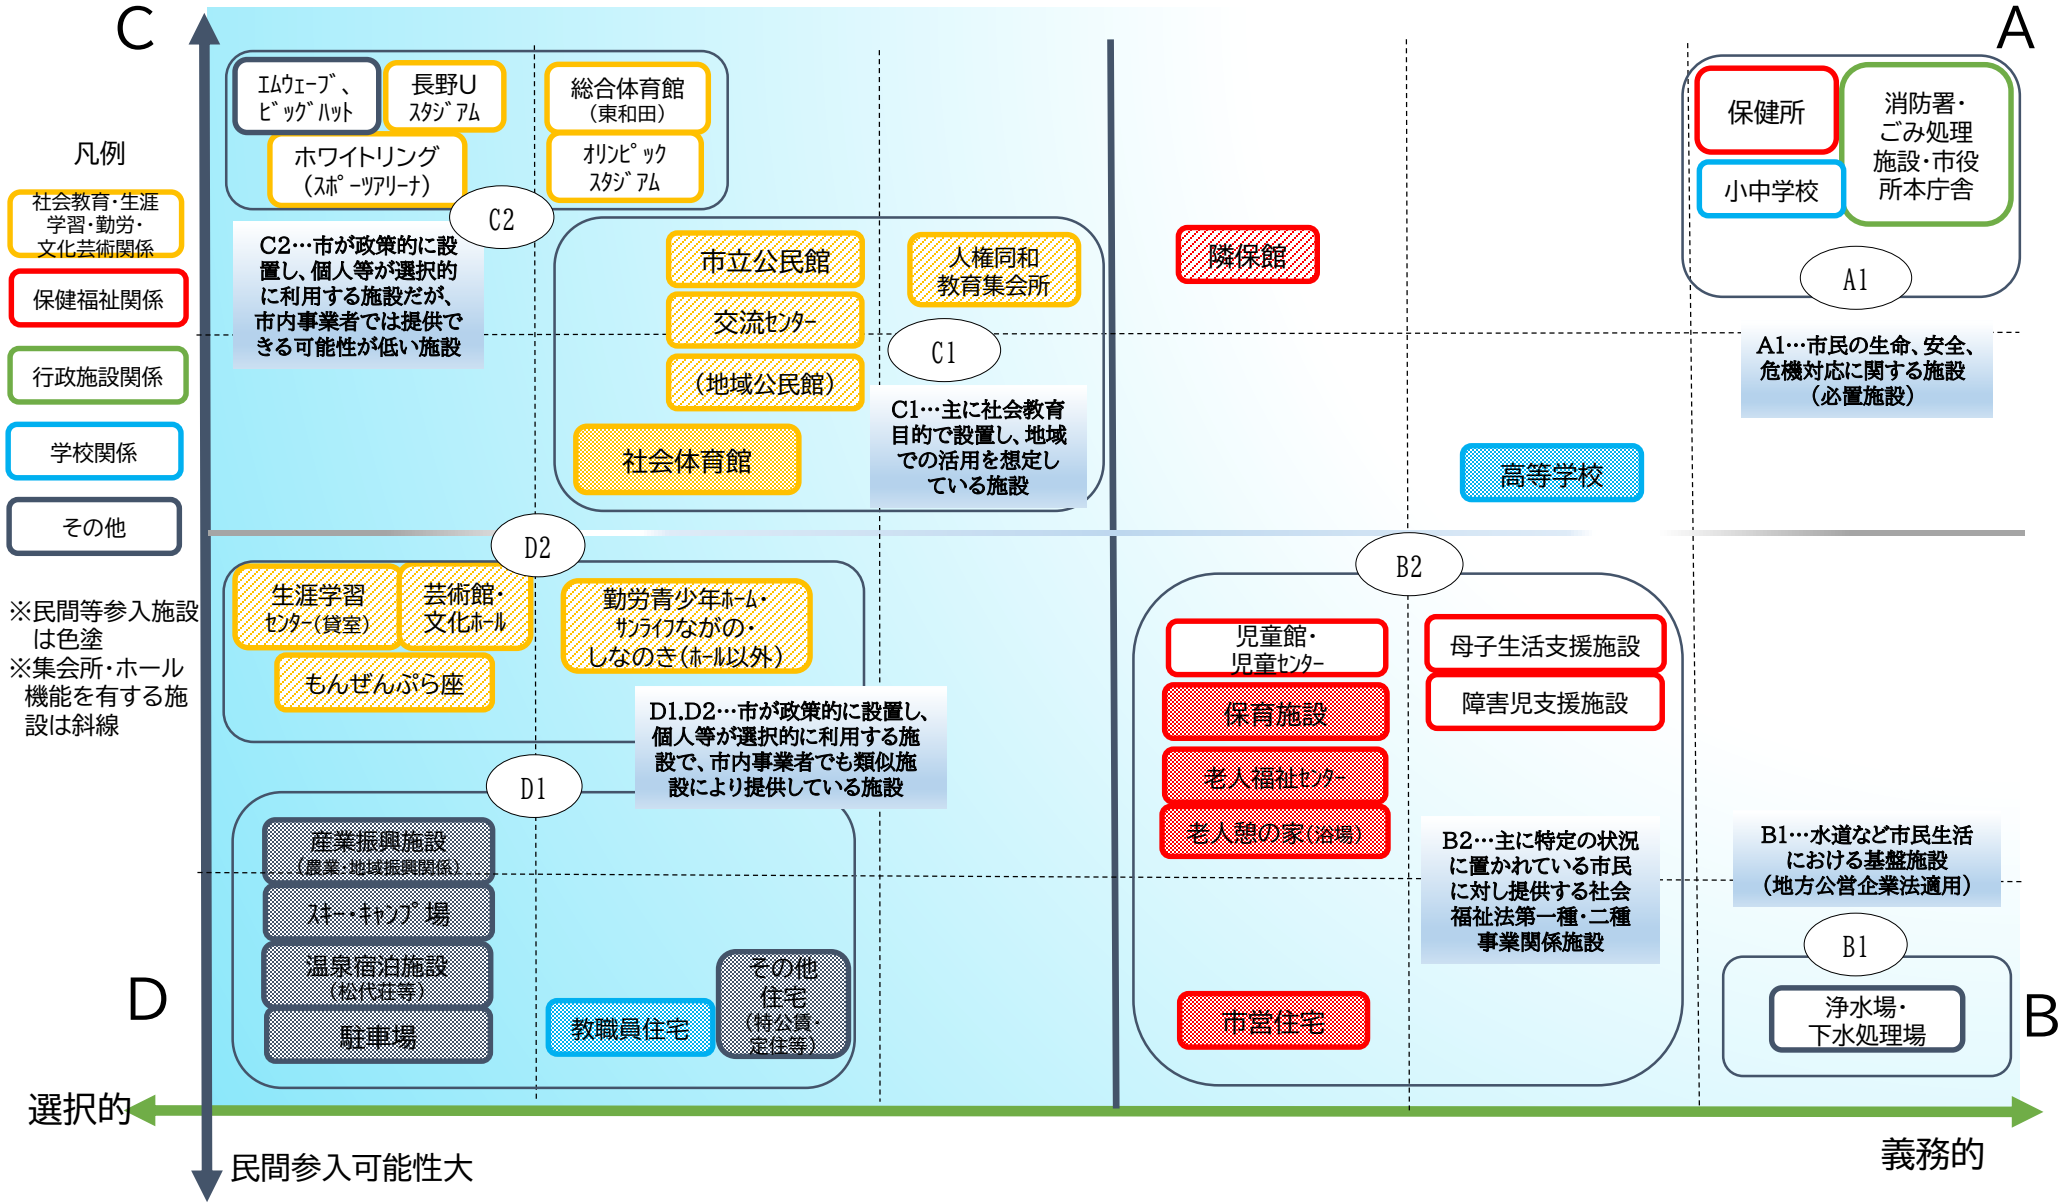 C
A
エムウェーブ、
ビッグハット
長野U
スタジアム
総合体育館
(東和田)
ホワイトリング
(スポーツアリーナ)
オリンピック
スタジアム
C2
C2…市が政策的に設
置し、個人等が選択的
に利用する施設だが、
市内事業者では提供で
きる可能性が低い施設
市立公民館
交流センター
(地域公民館)
社会体育館
人権同和
教育集会所
C1
C1…主に社会教育
目的で設置し、地域
での活用を想定し
ている施設
隣保館
高等学校
保健所
小中学校
消防署・
ごみ処理
施設・市役
所本庁舎
A1
A1…市民の生命、安全、
危機対応に関する施設
(必置施設)
凡例
社会教育・生涯
学習・勤労・
文化芸術関係
保健福祉関係
行政施設関係
学校関係
その他
※民間等参入施設
は色塗
※集会所・ホール
機能を有する施
設は斜線
D2
生涯学習
センター(貸室)
芸術館・
文化ホール
もんぜんぷら座
勤労青少年ホーム・
サンライフながの・
しなのき(ホール以外)
D1.D2…市が政策的に設置し、
個人等が選択的に利用する施
設で、市内事業者でも類似施
設により提供している施設
D1
産業振興施設
(農業・地域振興関係)
スキー・キャンプ場
温泉宿泊施設
(松代荘等)
駐車場
教職員住宅
その他
住宅
(特公賃・
定住等)
B2
児童館・
児童センター
保育施設
老人福祉センター
老人憩の家(浴場)
市営住宅
母子生活支援施設
障害児支援施設
B2…主に特定の状況
に置かれている市民
に対し提供する社会
福祉法第一種・二種
事業関係施設
B1…水道など市民生活
における基盤施設
(地方公営企業法適用)
B1
浄水場・
下水処理場
D
B
選択的
義務的
民間参入可能性大